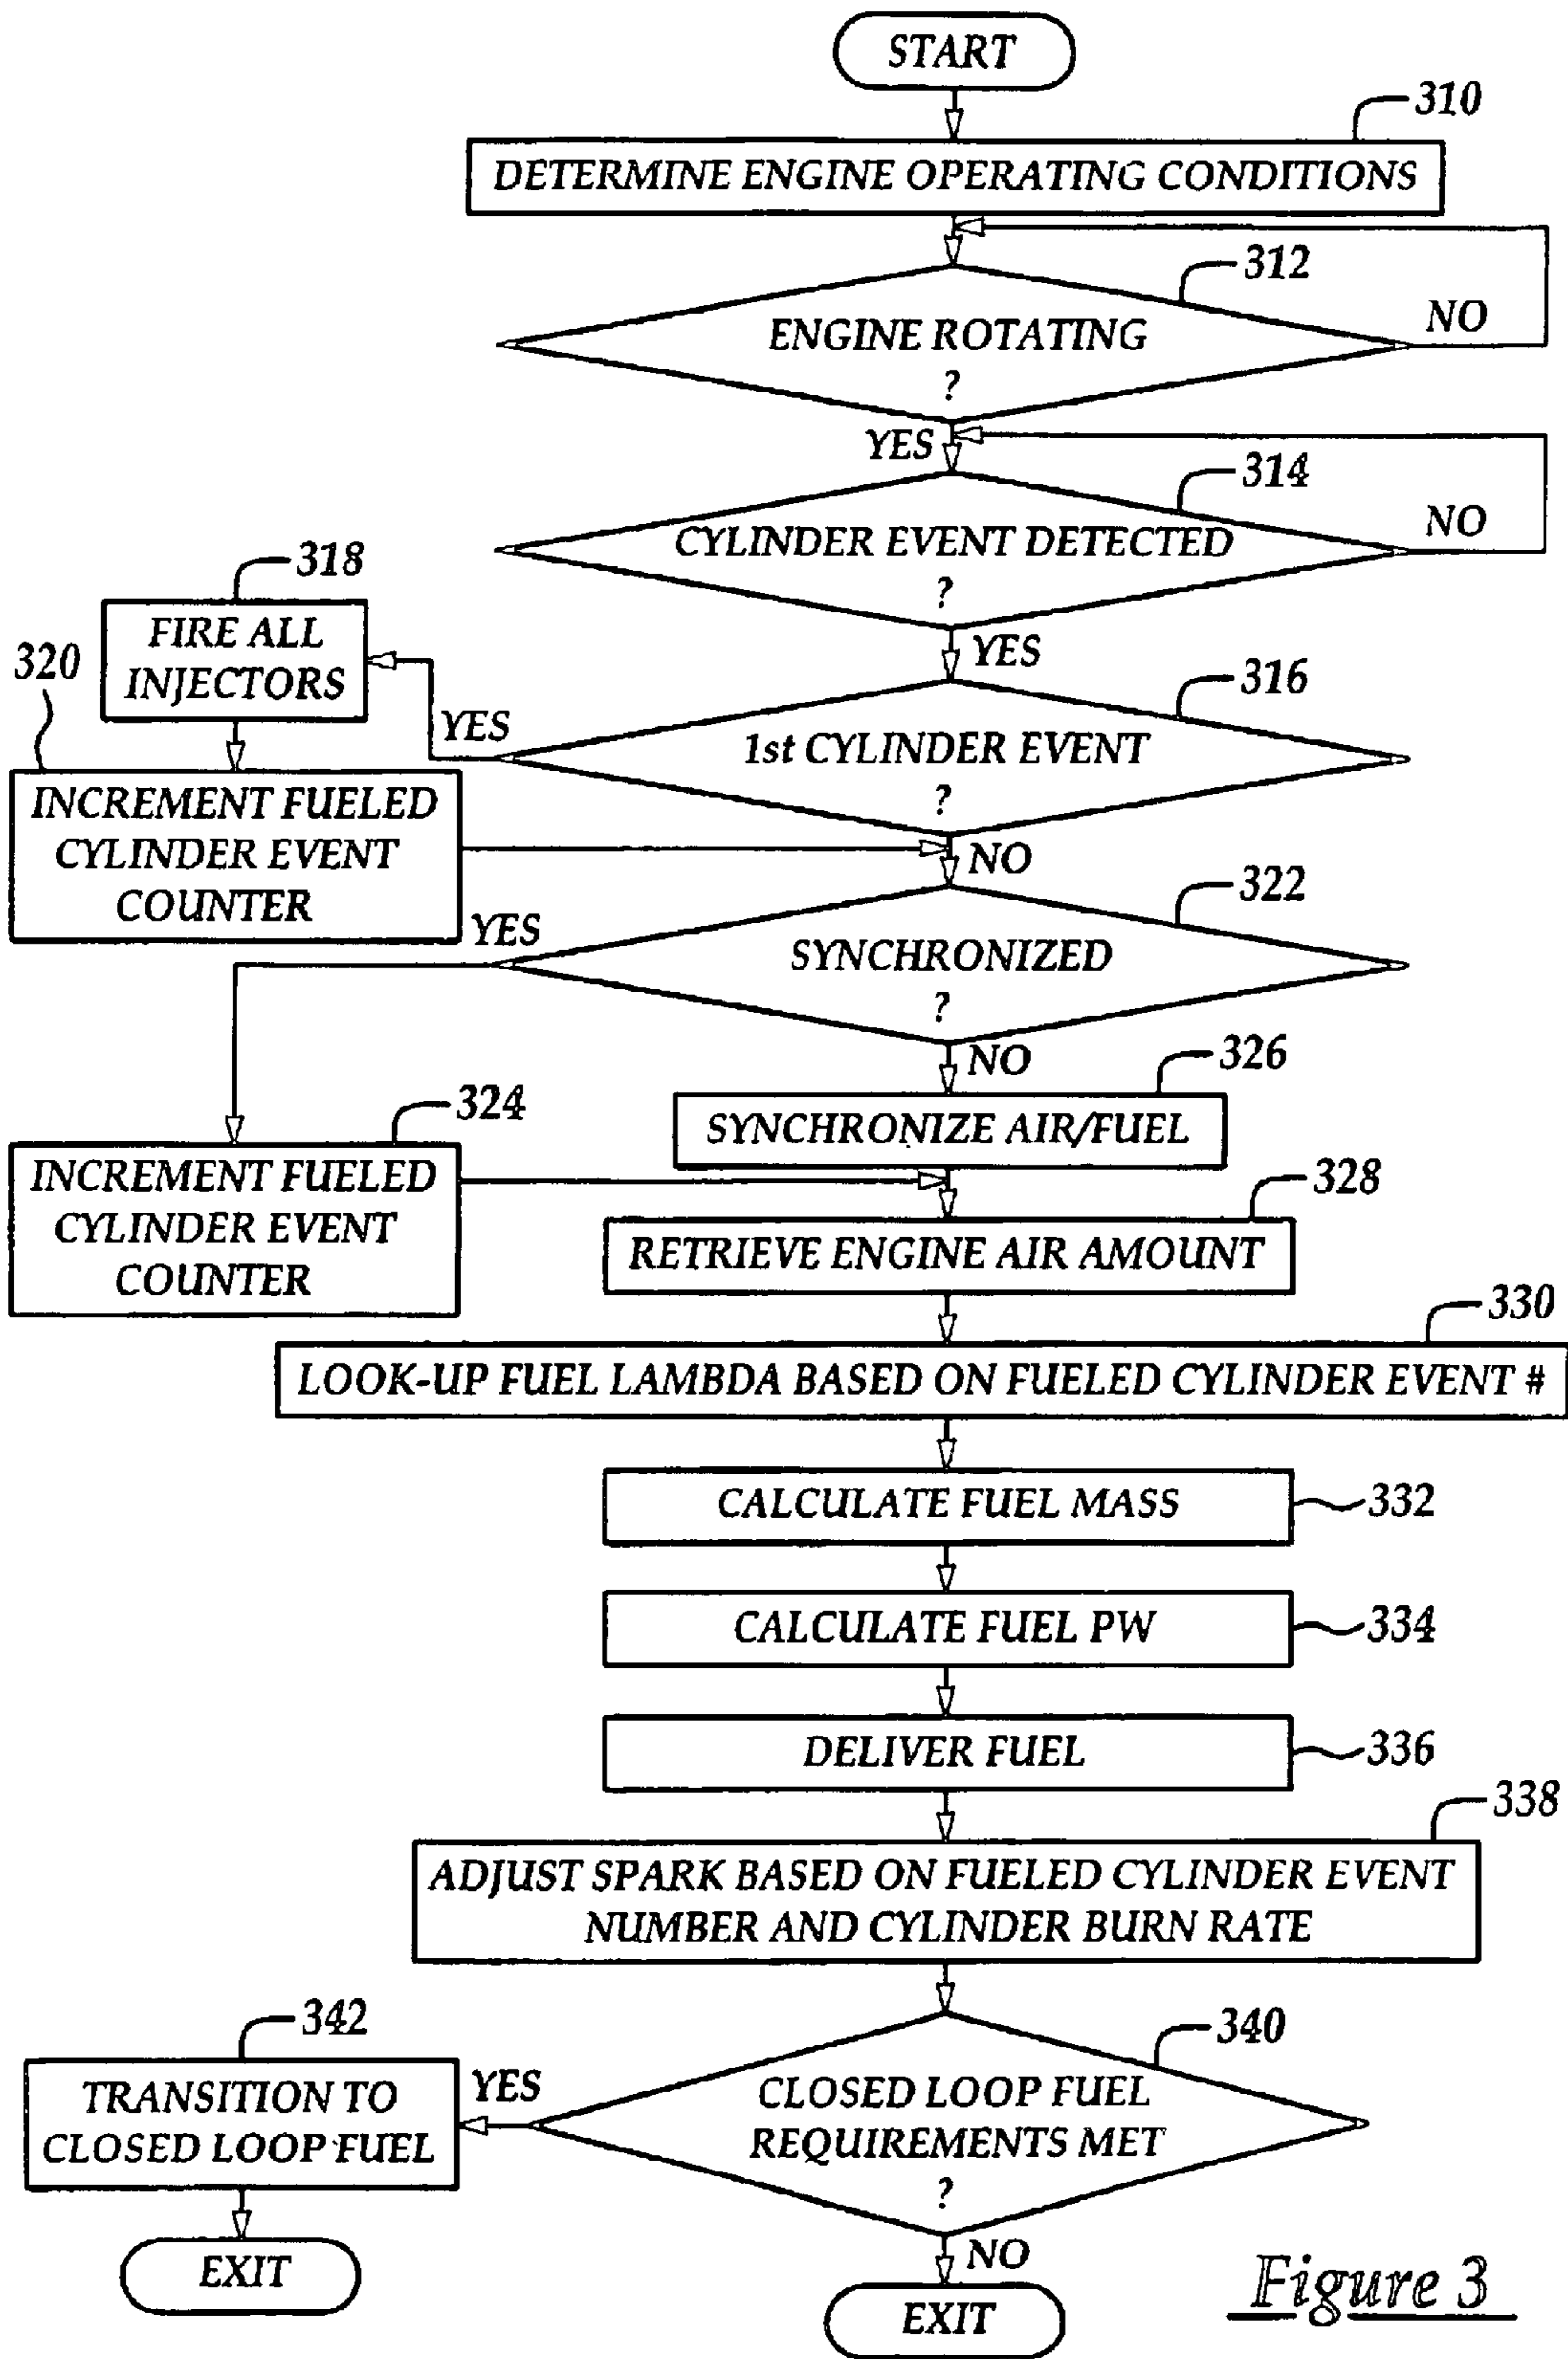 START
310
DETERMINE ENGINE OPERATING CONDITIONS
312
ENGINE ROTATING
?
NO
YES
314
CYLINDER EVENT DETECTED
?
NO
YES
316
1st CYLINDER EVENT
?
YES
318
FIRE ALL
INJECTORS
320
INCREMENT FUELED
CYLINDER EVENT
COUNTER
NO
322
SYNCHRONIZED
?
YES
NO
324
INCREMENT FUELED
CYLINDER EVENT
COUNTER
326
SYNCHRONIZE AIR/FUEL
328
RETRIEVE ENGINE AIR AMOUNT
330
LOOK-UP FUEL LAMBDA BASED ON FUELED CYLINDER EVENT #
CALCULATE FUEL MASS
332
CALCULATE FUEL PW
334
DELIVER FUEL
336
338
ADJUST SPARK BASED ON FUELED CYLINDER EVENT
NUMBER AND CYLINDER BURN RATE
340
CLOSED LOOP FUEL
REQUIREMENTS MET
?
YES
342
TRANSITION TO
CLOSED LOOP FUEL
EXIT
NO
EXIT
Figure 3